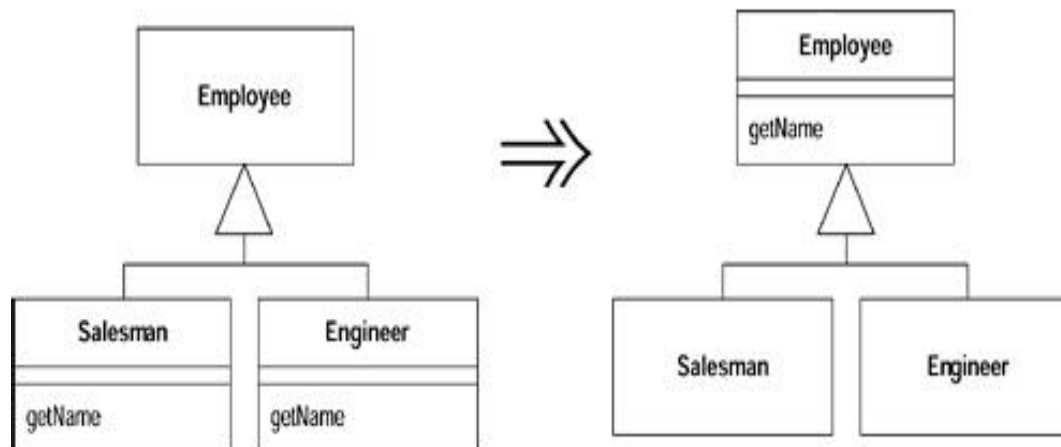 Employee
Salesman
getName
Engineer
getName
Employee
getName
Salesman
Engineer